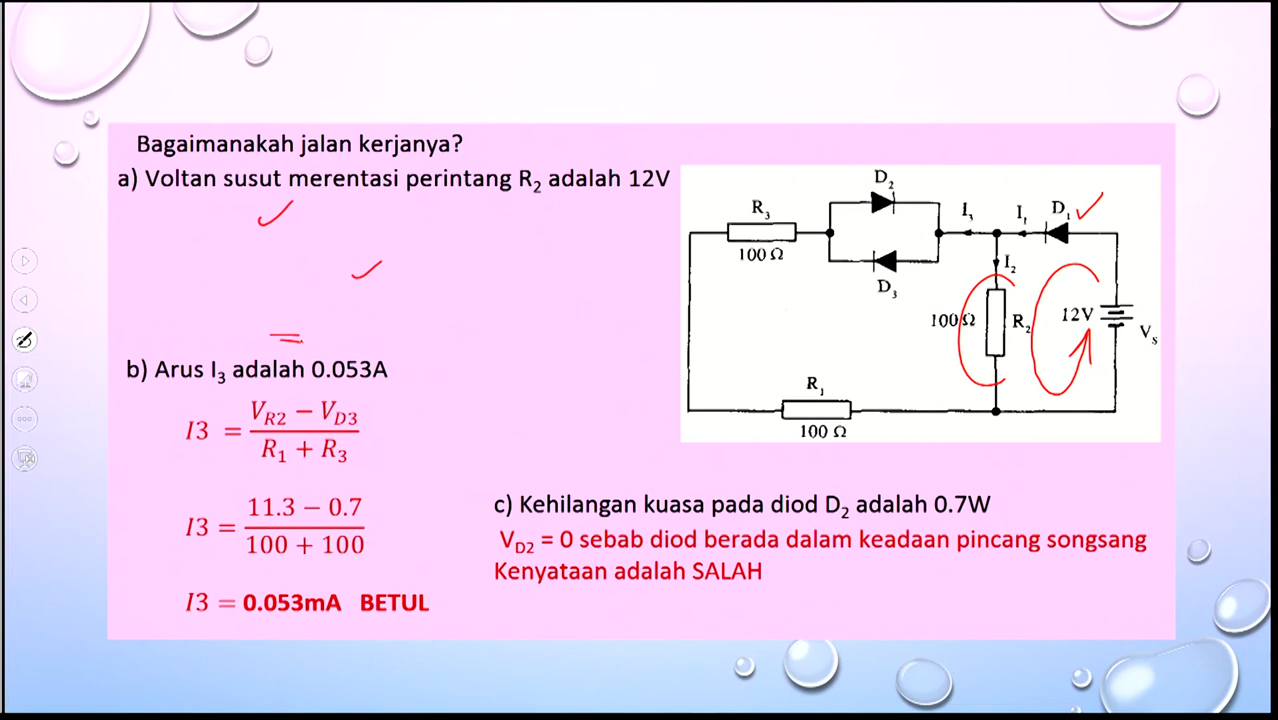 Bagaimanakah jalan kerjanya?
a) Voltan susut merentasi perintang R₂ adalah 12V
D₂
R₃
I₃
I₁
D₁
100 Ω
I₂
D₃
100 Ω
R₂
12V
Vₛ
R₁
100 Ω
b) Arus I₃ adalah 0.053A
I3 = (V_R2 − V_D3) / (R₁ + R₃)
I3 = (11.3 − 0.7) / (100 + 100)
I3 = 0.053mA BETUL
c) Kehilangan kuasa pada diod D₂ adalah 0.7W
V_D2 = 0 sebab diod berada dalam keadaan pincang songsang
Kenyataan adalah SALAH